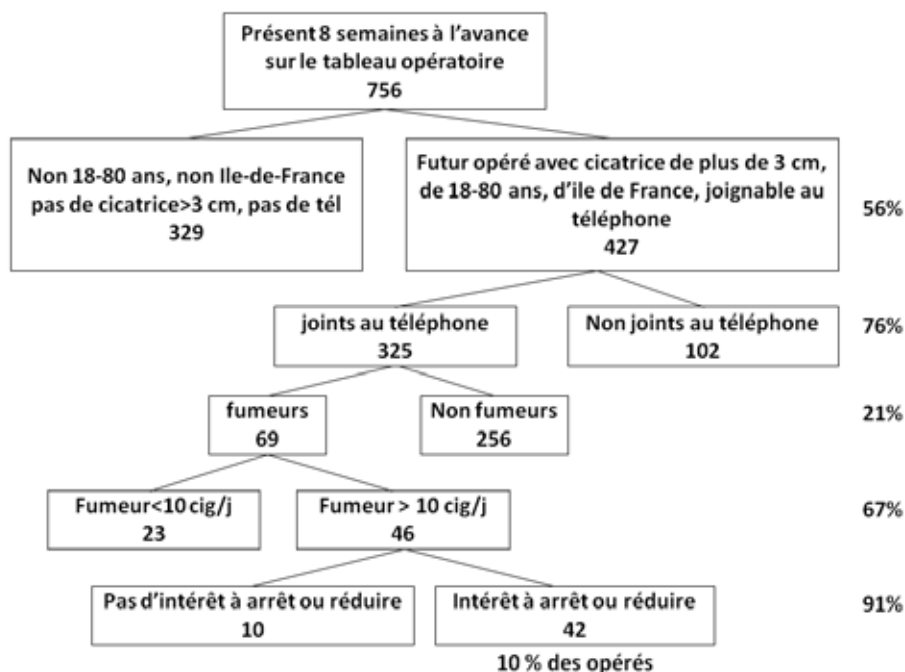 Présent 8 semaines à l'avance
sur le tableau opératoire
756
Non 18-80 ans, non Ile-de-France
pas de cicatrice>3 cm, pas de tél
329
Futur opéré avec cicatrice de plus de 3 cm,
de 18-80 ans, d'ile de France, joignable au
téléphone
427
56%
joints au téléphone
325
Non joints au téléphone
102
76%
fumeurs
69
Non fumeurs
256
21%
Fumeur<10 cig/j
23
Fumeur > 10 cig/j
46
67%
Pas d'intérêt à arrêt ou réduire
10
Intérêt à arrêt ou réduire
42
91%
10 % des opérés